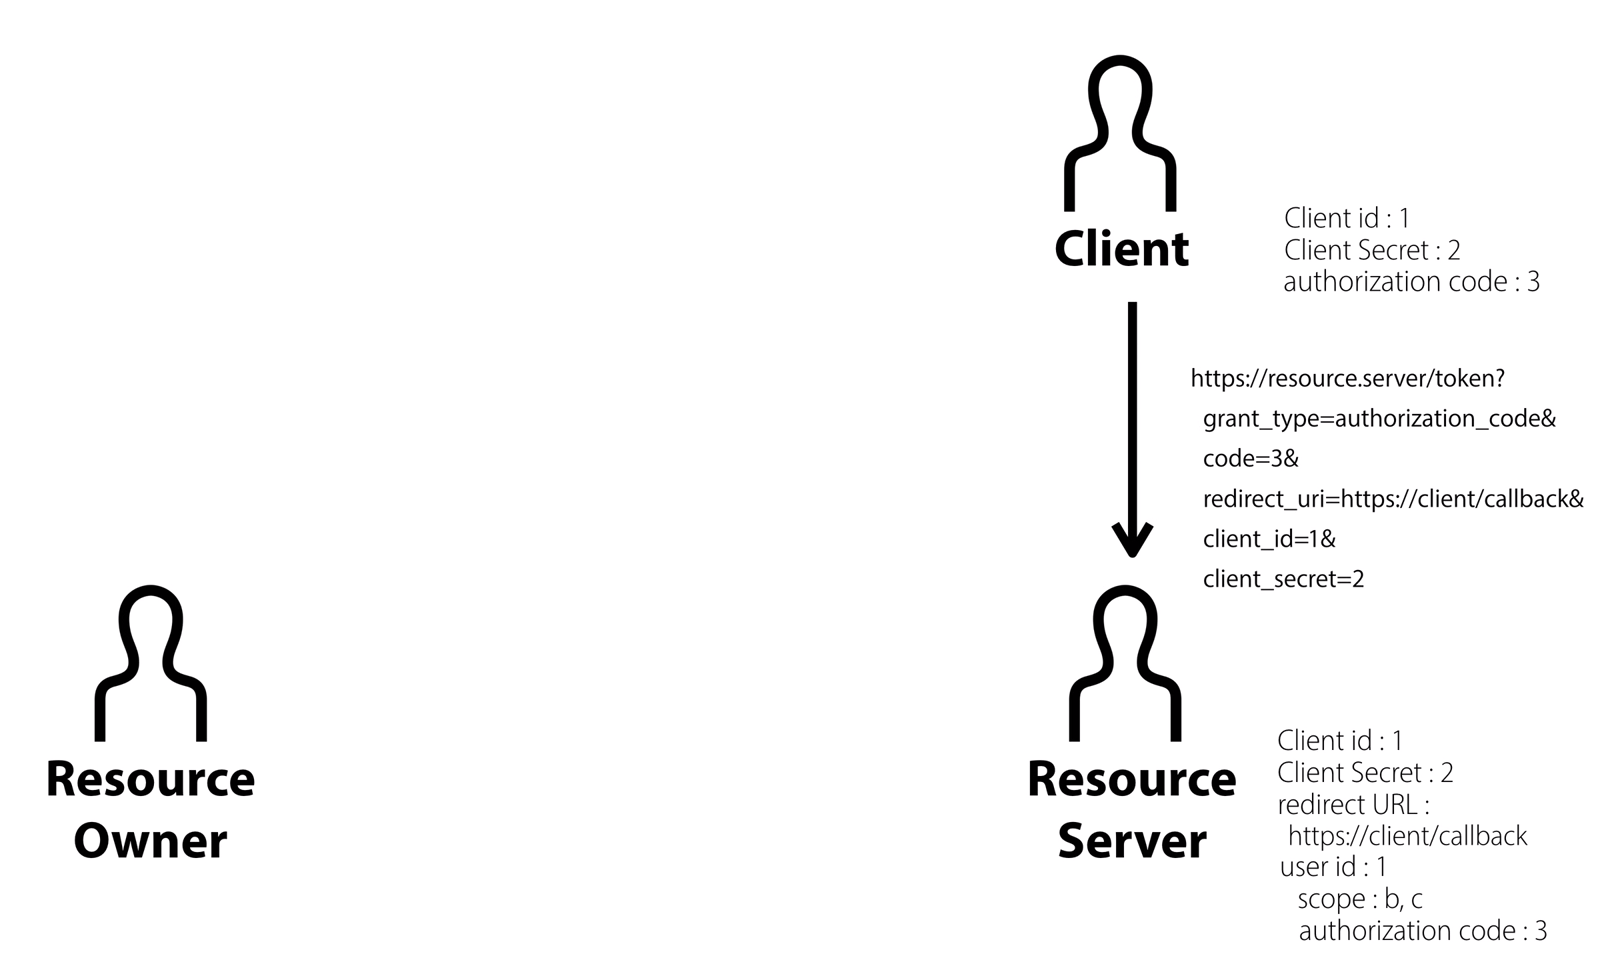 Client
Client id : 1
Client Secret : 2
authorization code : 3
https://resource.server/token?
grant_type=authorization_code&
code=3&
redirect_uri=https://client/callback&
client_id=1&
client_secret=2
Resource
Owner
Resource
Server
Client id : 1
Client Secret : 2
redirect URL :
https://client/callback
user id : 1
scope : b, c
authorization code : 3